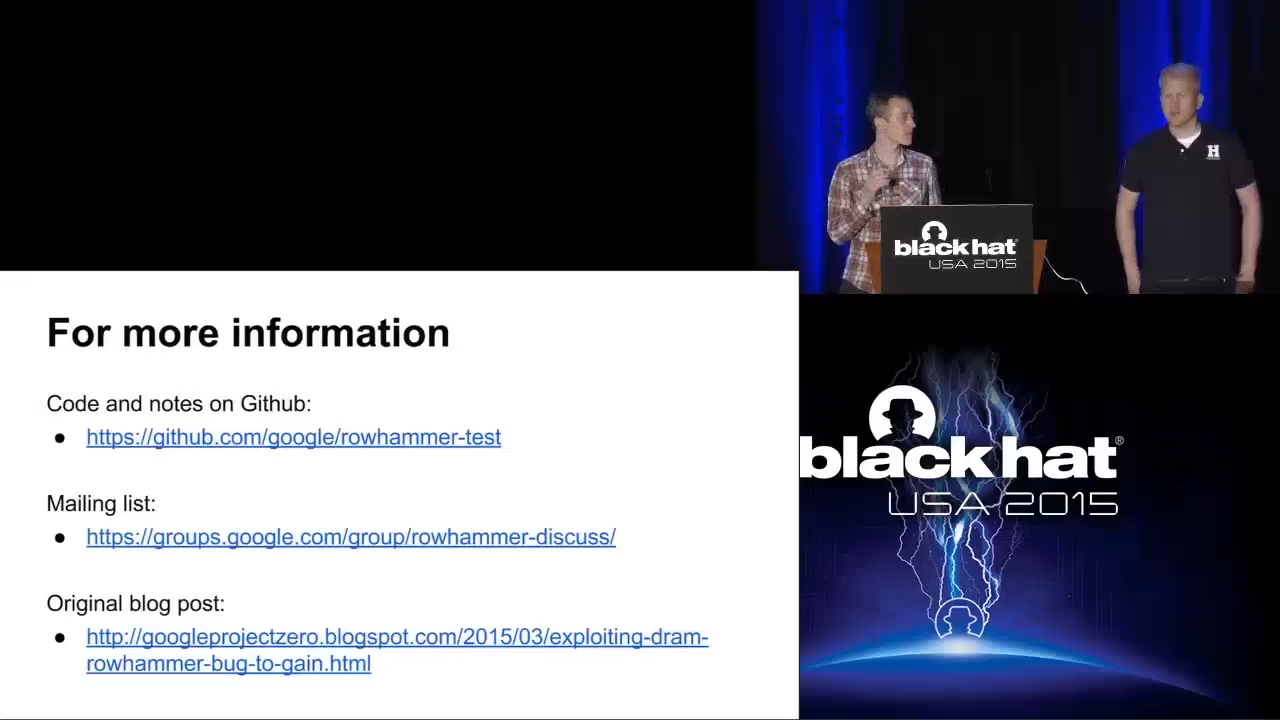 H
black hat
USA 2015
For more information
Code and notes on Github:
● https://github.com/google/rowhammer-test
Mailing list:
● https://groups.google.com/group/rowhammer-discuss/
Original blog post:
● http://googleprojectzero.blogspot.com/2015/03/exploiting-dram-
rowhammer-bug-to-gain.html
black hat®
USA 2015